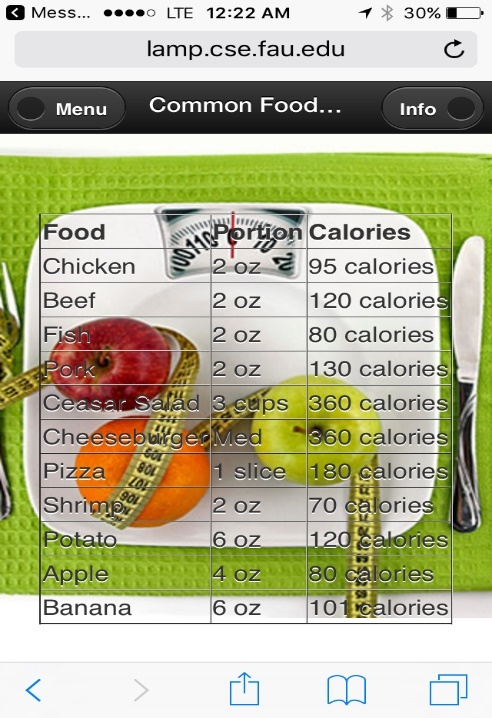 Mess... LTE 12:22 AM 30%
lamp.cse.fau.edu
Menu Common Food... Info
Food Portion Calories
Chicken 2 oz 95 calories
Beef 2 oz 120 calories
Fish 2 oz 80 calories
Pork 2 oz 130 calories
Ceasar Salad 3 cups 360 calories
Cheeseburger Med 360 calories
Pizza 1 slice 180 calories
Shrimp 2 oz 70 calories
Potato 6 oz 120 calories
Apple 4 oz 80 calories
Banana 6 oz 101 calories